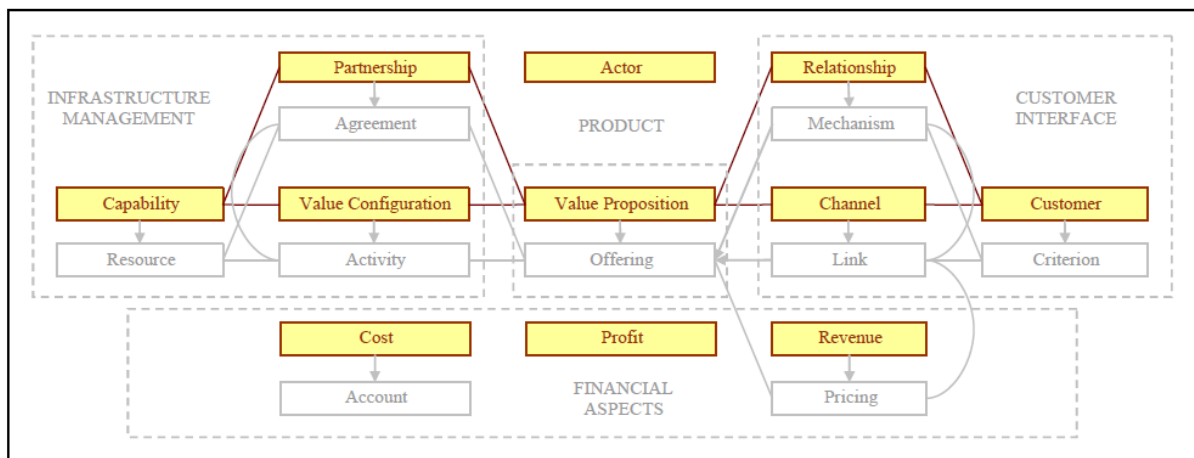 Partnership
Actor
Relationship
INFRASTRUCTURE
MANAGEMENT
Agreement
PRODUCT
Mechanism
CUSTOMER
INTERFACE
Capability
Value Configuration
Value Proposition
Channel
Customer
Resource
Activity
Offering
Link
Criterion
Cost
Profit
Revenue
Account
FINANCIAL
ASPECTS
Pricing